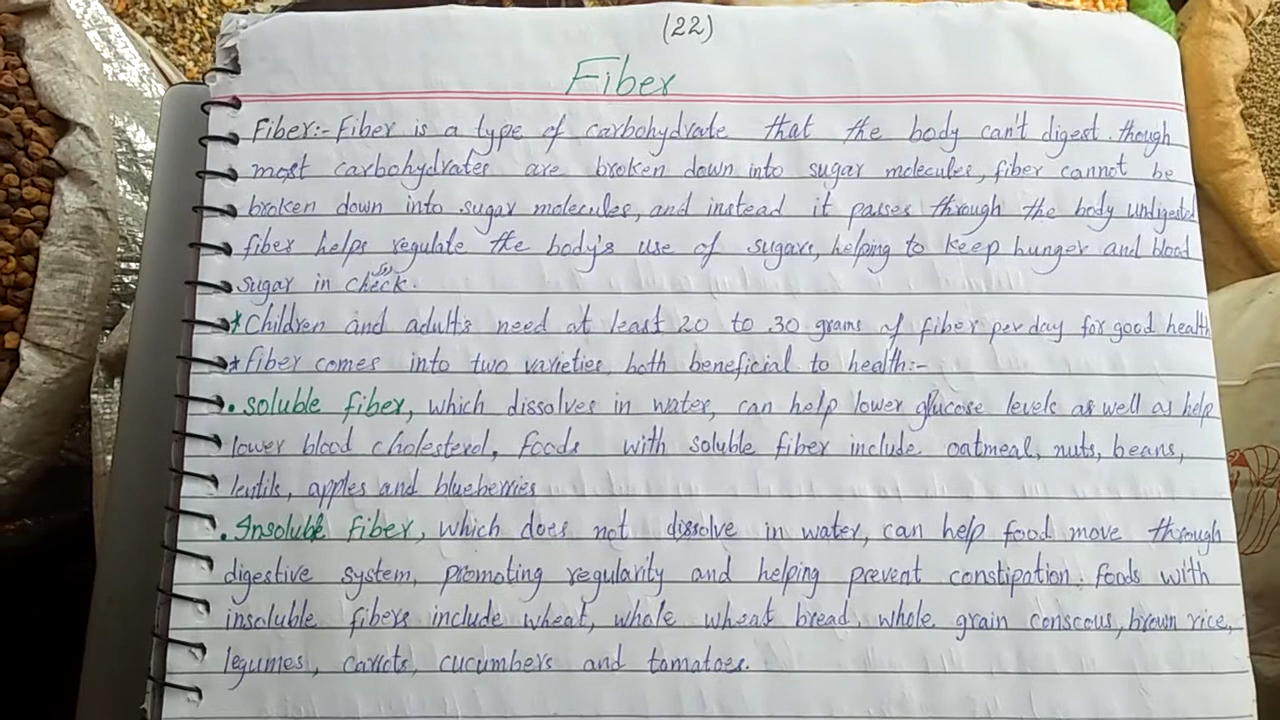 (22)
Fiber
Fiber:- Fiber is a type of carbohydrate that the body can't digest. though
most carbohydrates are broken down into sugar molecules, fiber cannot be
broken down into sugar molecules, and instead it passes through the body undigested
fiber helps regulate the body's use of sugars, helping to keep hunger and blood
sugar in check.
*Children and adults need at least 20 to 30 grams of fiber per day for good health
*fiber comes into two varieties, both beneficial to health:-
• soluble fiber, which dissolves in water, can help lower glucose levels as well as help
lower blood cholesterol, foods with soluble fiber include oatmeal, nuts, beans,
lentils, apples and blueberries
• Insoluble fiber, which does not dissolve in water, can help food move through
digestive system, promoting regularity and helping prevent constipation. foods with
insoluble fibers include wheat, whole wheat bread, whole grain conscous, brown rice,
legumes, carrots, cucumbers and tomatoes.